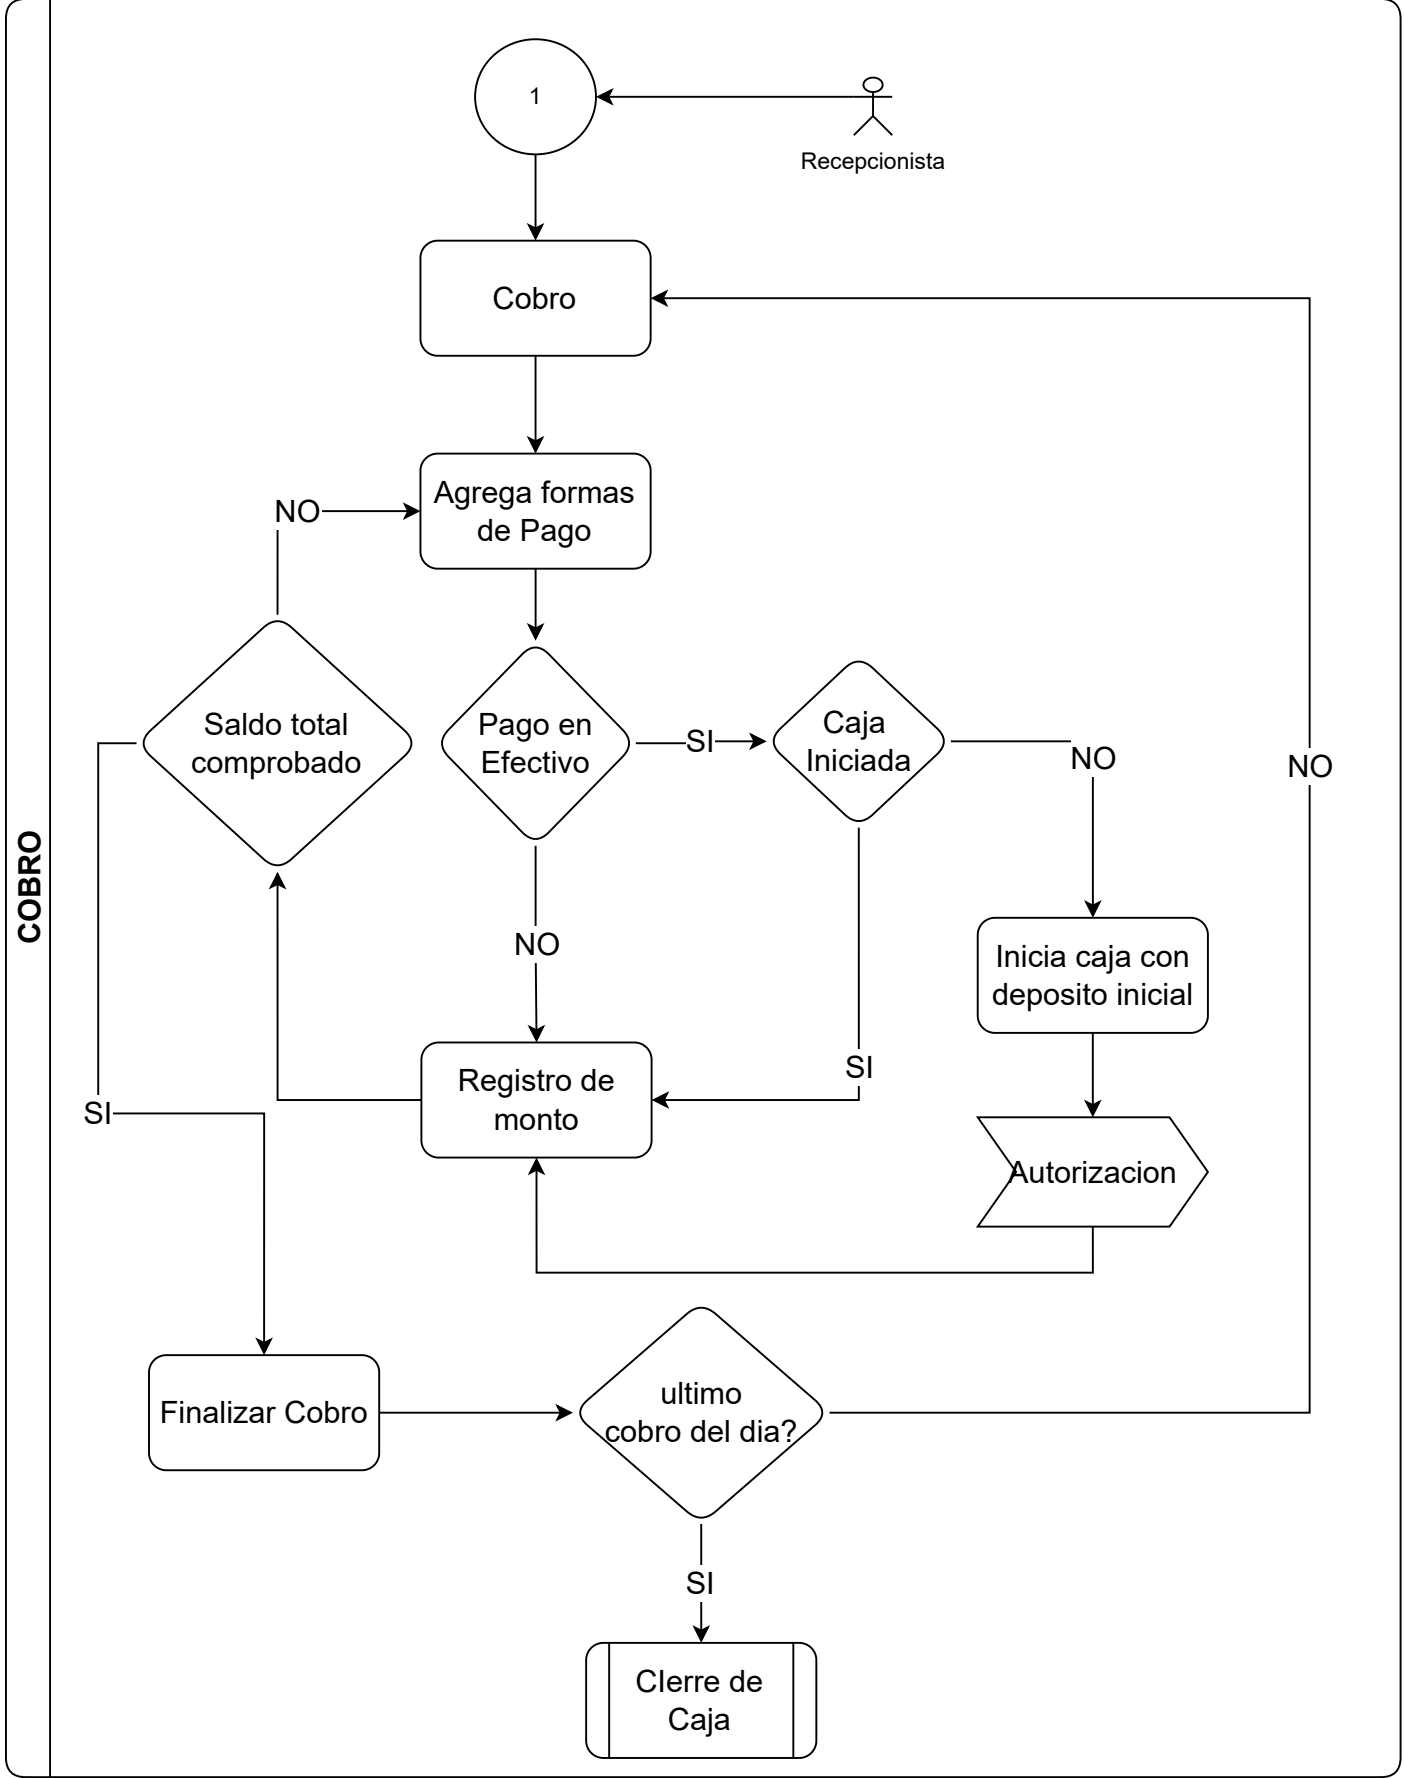 1
Recepcionista
Cobro
NO
Agrega formas
de Pago
Saldo total
comprobado
Pago en
Efectivo
SI
Caja
Iniciada
NO
NO
COBRO
NO
Inicia caja con
deposito inicial
SI
Registro de
monto
SI
Autorizacion
Finalizar Cobro
ultimo
cobro del dia?
SI
CIerre de
Caja